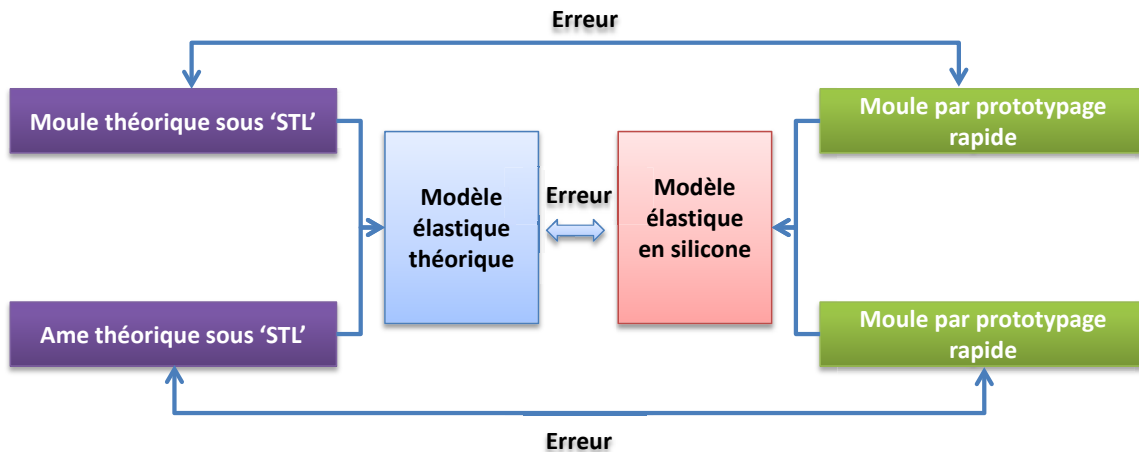 Erreur
Moule théorique sous ‘STL’
Moule par prototypage
rapide
Modèle
élastique
théorique
Erreur
Modèle
élastique
en silicone
Ame théorique sous ‘STL’
Moule par prototypage
rapide
Erreur